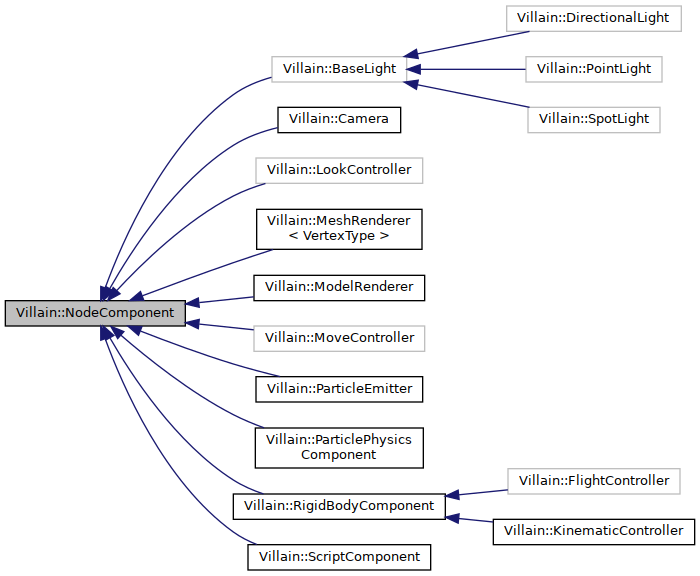 Villain::DirectionalLight
Villain::BaseLight
Villain::PointLight
Villain::Camera
Villain::SpotLight
Villain::LookController
Villain::MeshRenderer
< VertexType >
Villain::ModelRenderer
Villain::NodeComponent
Villain::MoveController
Villain::ParticleEmitter
Villain::ParticlePhysics
Component
Villain::FlightController
Villain::RigidBodyComponent
Villain::KinematicController
Villain::ScriptComponent